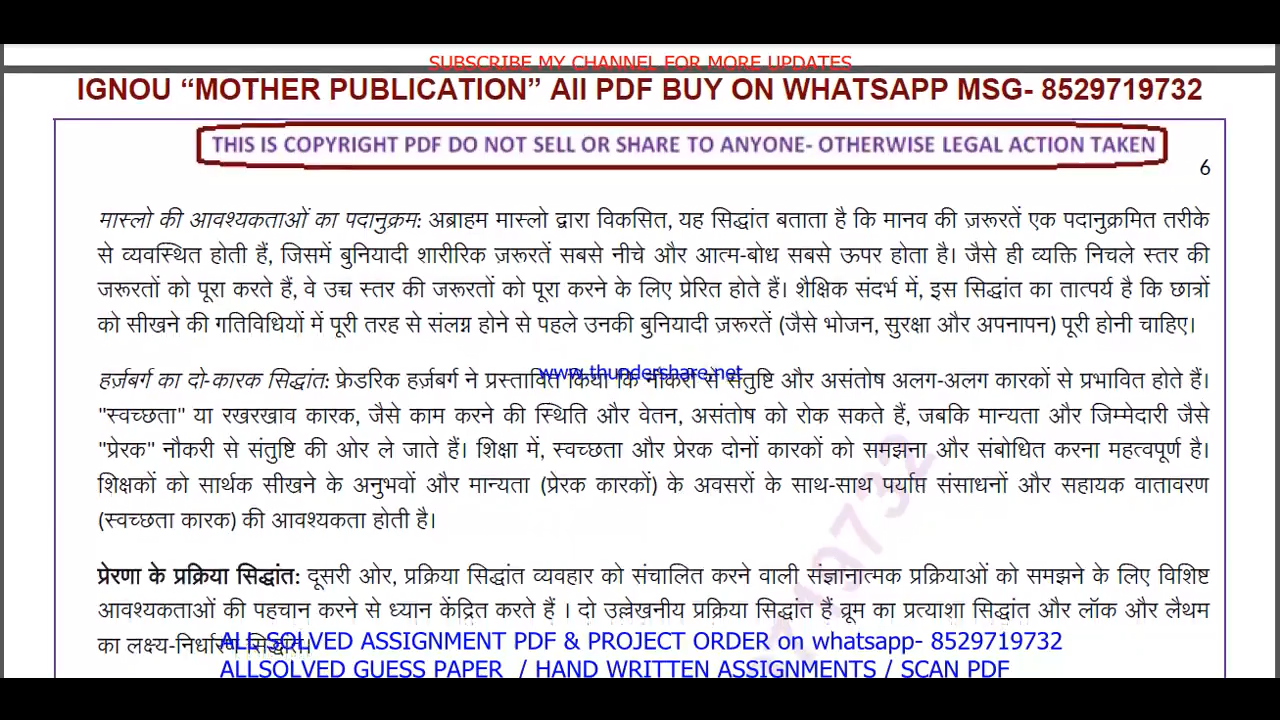 SUBSCRIBE MY CHANNEL FOR MORE UPDATES
IGNOU “MOTHER PUBLICATION” All PDF BUY ON WHATSAPP MSG- 8529719732
THIS IS COPYRIGHT PDF DO NOT SELL OR SHARE TO ANYONE- OTHERWISE LEGAL ACTION TAKEN
6
मास्लो की आवश्यकताओं का पदानुक्रम: अब्राहम मास्लो द्वारा विकसित, यह सिद्धांत बताता है कि मानव की ज़रूरतें एक पदानुक्रमित तरीके
से व्यवस्थित होती हैं, जिसमें बुनियादी शारीरिक ज़रूरतें सबसे नीचे और आत्म-बोध सबसे ऊपर होता है। जैसे ही व्यक्ति निचले स्तर की
जरूरतों को पूरा करते हैं, वे उच्च स्तर की जरूरतों को पूरा करने के लिए प्रेरित होते हैं। शैक्षिक संदर्भ में, इस सिद्धांत का तात्पर्य है कि छात्रों
को सीखने की गतिविधियों में पूरी तरह से संलग्न होने से पहले उनकी बुनियादी ज़रूरतें (जैसे भोजन, सुरक्षा और अपनापन) पूरी होनी चाहिए।
www.thundershare.net
हर्ज़बर्ग का दो-कारक सिद्धांत: फ्रेडरिक हर्ज़बर्ग ने प्रस्तावित किया कि नौकरी से संतुष्टि और असंतोष अलग-अलग कारकों से प्रभावित होते हैं।
"स्वच्छता" या रखरखाव कारक, जैसे काम करने की स्थिति और वेतन, असंतोष को रोक सकते हैं, जबकि मान्यता और जिम्मेदारी जैसे
"प्रेरक" नौकरी से संतुष्टि की ओर ले जाते हैं। शिक्षा में, स्वच्छता और प्रेरक दोनों कारकों को समझना और संबोधित करना महत्वपूर्ण है।
शिक्षकों को सार्थक सीखने के अनुभवों और मान्यता (प्रेरक कारकों) के अवसरों के साथ-साथ पर्याप्त संसाधनों और सहायक वातावरण
(स्वच्छता कारक) की आवश्यकता होती है।
प्रेरणा के प्रक्रिया सिद्धांत: दूसरी ओर, प्रक्रिया सिद्धांत व्यवहार को संचालित करने वाली संज्ञानात्मक प्रक्रियाओं को समझने के लिए विशिष्ट
आवश्यकताओं की पहचान करने से ध्यान केंद्रित करते हैं । दो उल्लेखनीय प्रक्रिया सिद्धांत हैं व्रूम का प्रत्याशा सिद्धांत और लॉक और लैथम
का लक्ष्य-निर्धारण सिद्धांत।
ALL SOLVED ASSIGNMENT PDF & PROJECT ORDER on whatsapp- 8529719732
ALLSOLVED GUESS PAPER / HAND WRITTEN ASSIGNMENTS / SCAN PDF